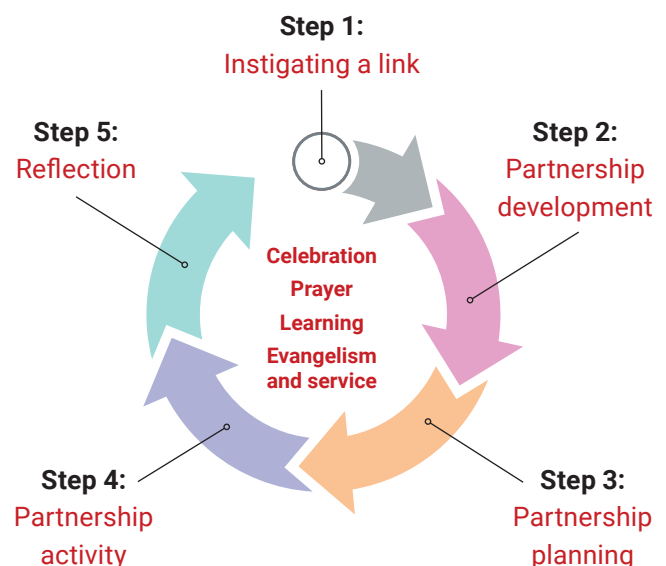 Step 1:
Instigating a link
Step 2:
Partnership
development
Step 3:
Partnership
planning
Step 4:
Partnership
activity
Step 5:
Reflection
Celebration
Prayer
Learning
Evangelism
and service